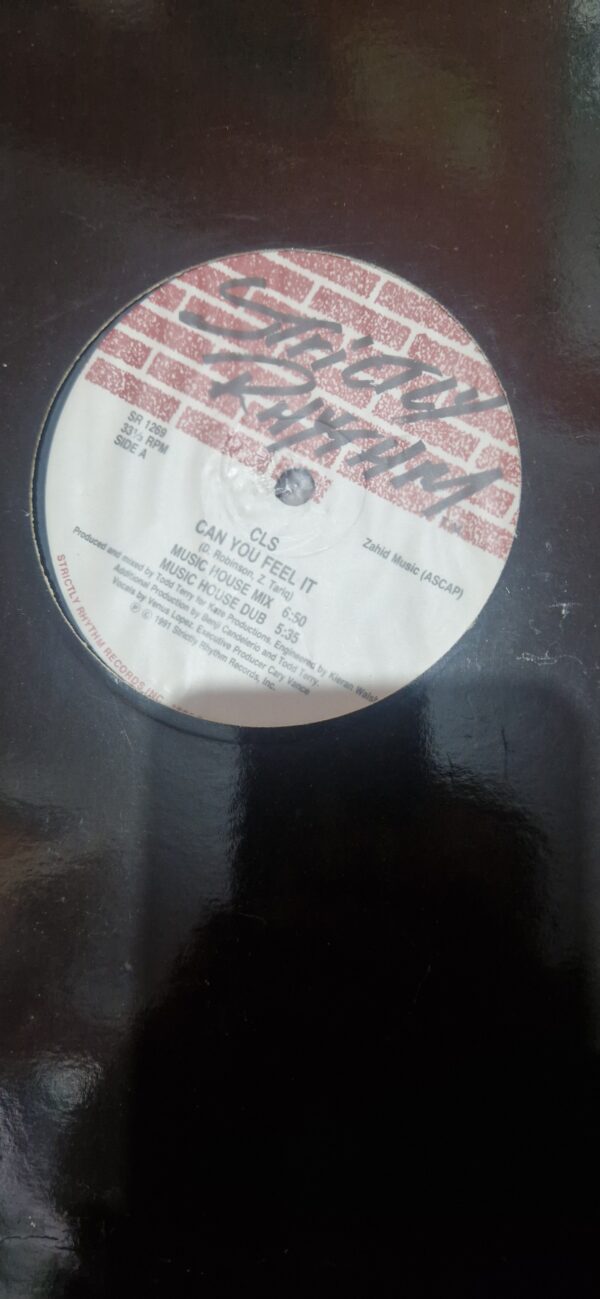 STRICTLY
RHYTHM
SR 1269
33⅓ RPM
SIDE A
Zahid Music (ASCAP)
CLS
CAN YOU FEEL IT
(D. Robinson, Z. Tariq)
MUSIC HOUSE MIX 6:50
MUSIC HOUSE DUB 5:35
Produced and mixed by Todd Terry for Productions, Engineered by Kieran Walsh
Additional Production by Benji Candelario and Todd Terry.
Vocals by Venus Lopez. Executive Producer Cary Vance
℗ © 1991 Strictly Rhythm Records, Inc.
STRICTLY RHYTHM RECORDS, INC.